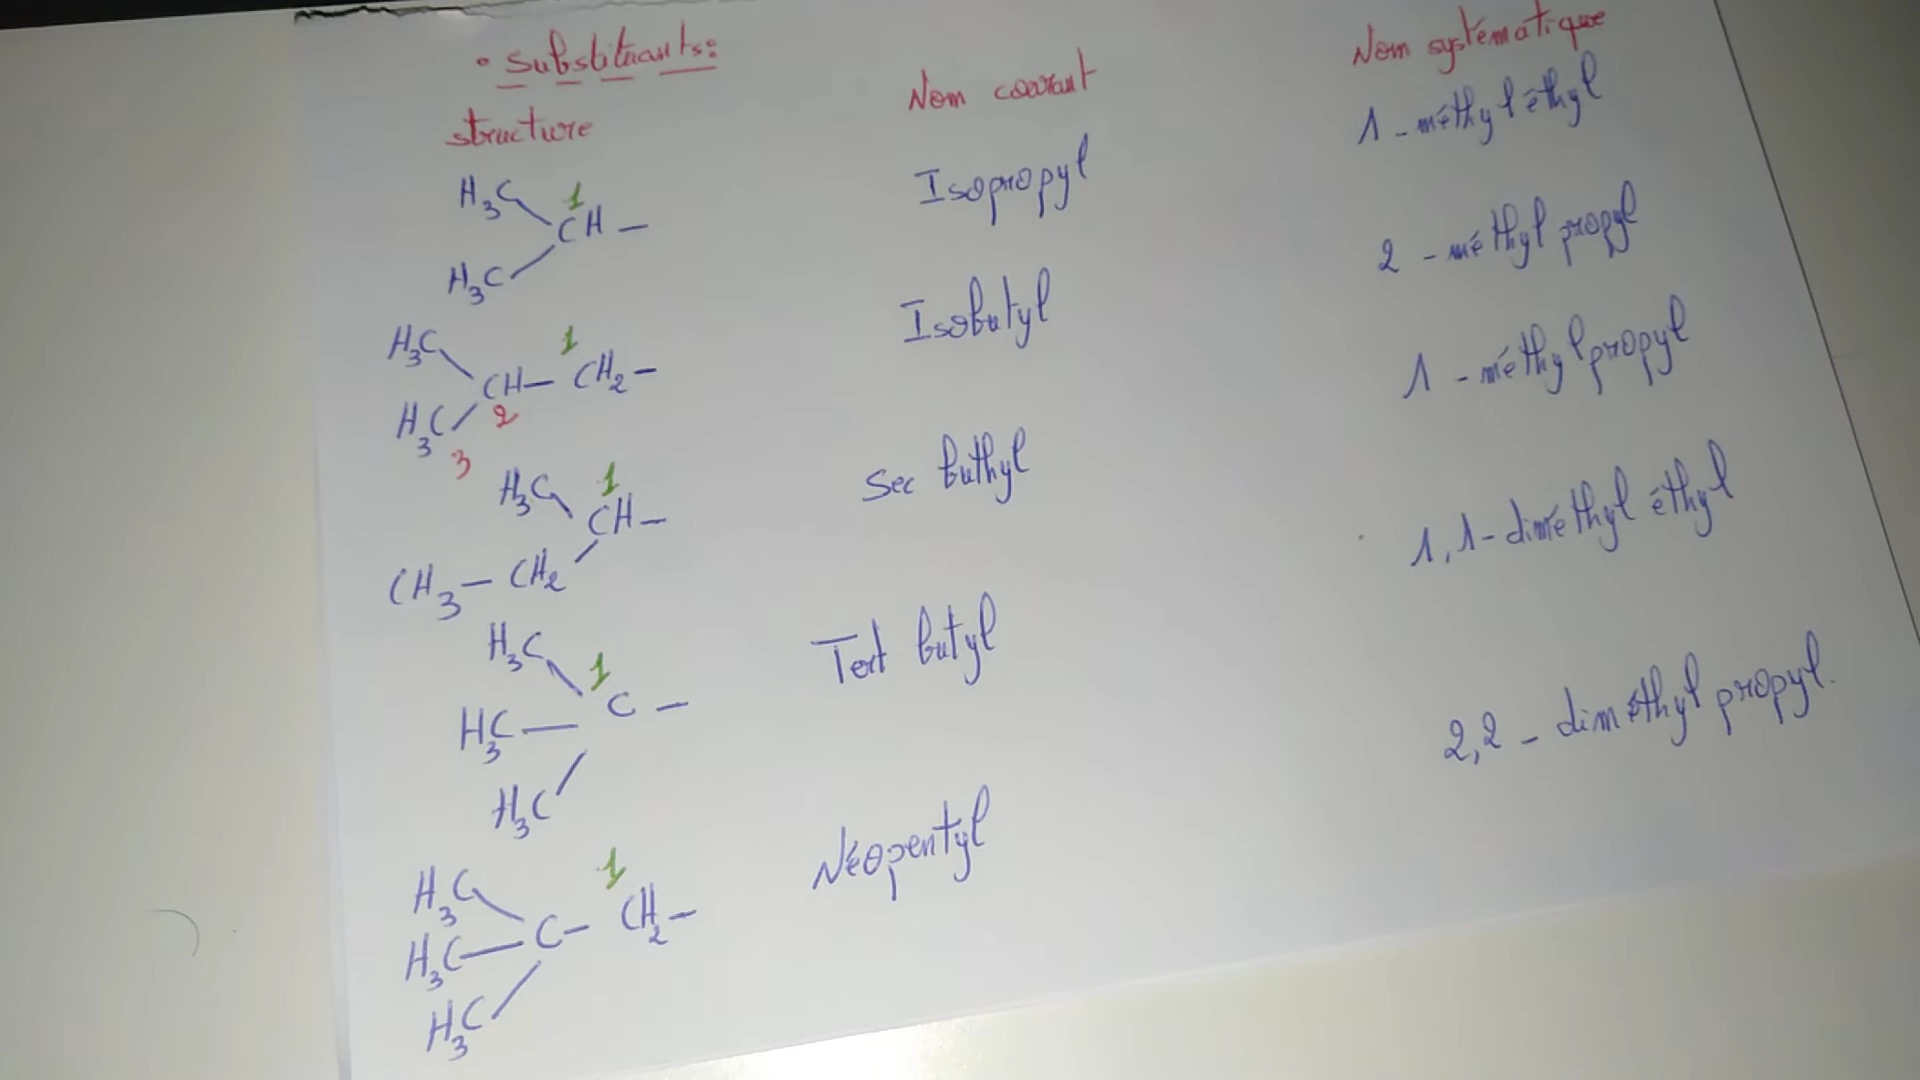 • Substituants:
structure Nom courant Nom systématique
H3C
1
CH –
H3C
Isopropyl 1 - méthyl éthyl
H3C
1
CH – CH2 –
H3C 2
3
Isobutyl 2 - méthyl propyl
H3C
1
CH –
CH3 – CH2
Sec buthyl 1 - méthyl propyl
H3C
1
H3C — C –
H3C
Tert butyl 1,1 - diméthyl éthyl
H3C
1
H3C — C – CH2 –
H3C
Néopentyl 2,2 - diméthyl propyl.